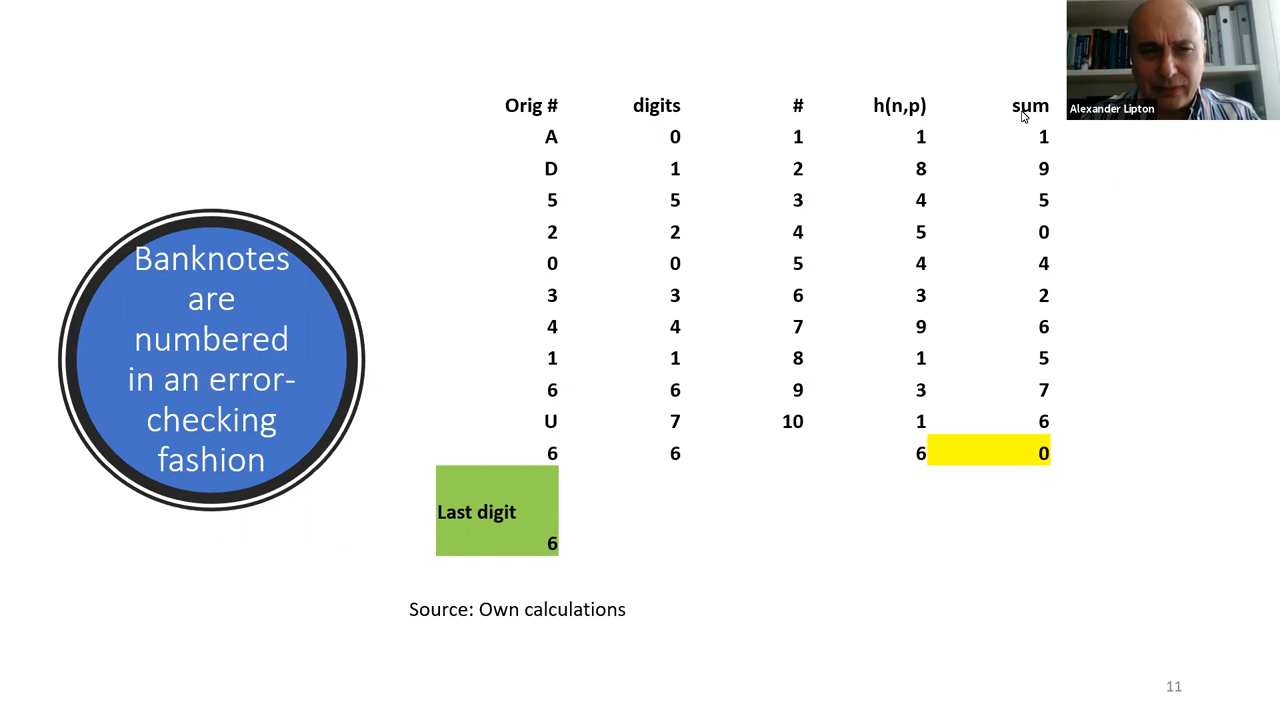 Alexander Lipton
Banknotes
are
numbered
in an error-
checking
fashion
Orig # digits # h(n,p) sum
A 0 1 1 1
D 1 2 8 9
5 5 3 4 5
2 2 4 5 0
0 0 5 4 4
3 3 6 3 2
4 4 7 9 6
1 1 8 1 5
6 6 9 3 7
U 7 10 1 6
6 6 6 0
Last digit
6
Source: Own calculations
11